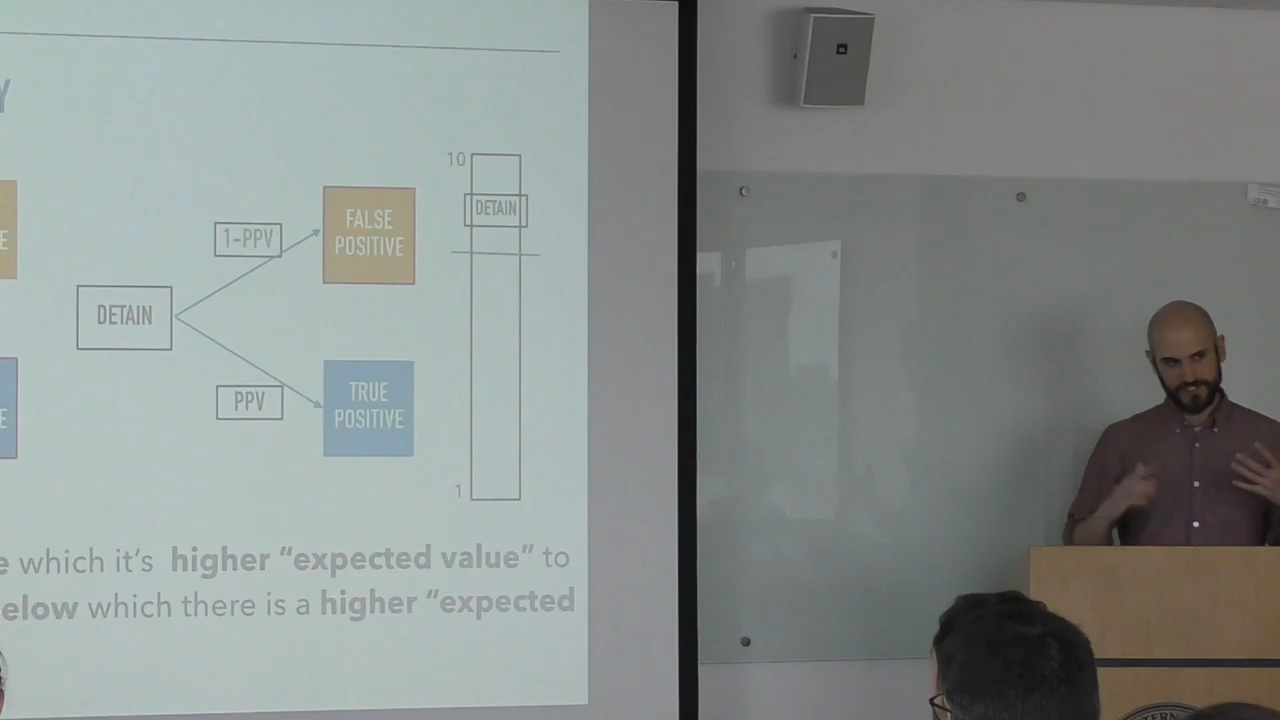 Y
10
FALSE
POSITIVE
DETAIN
1-PPV
E
DETAIN
PPV
TRUE
POSITIVE
E
1
e which it's higher "expected value" to
elow which there is a higher "expected